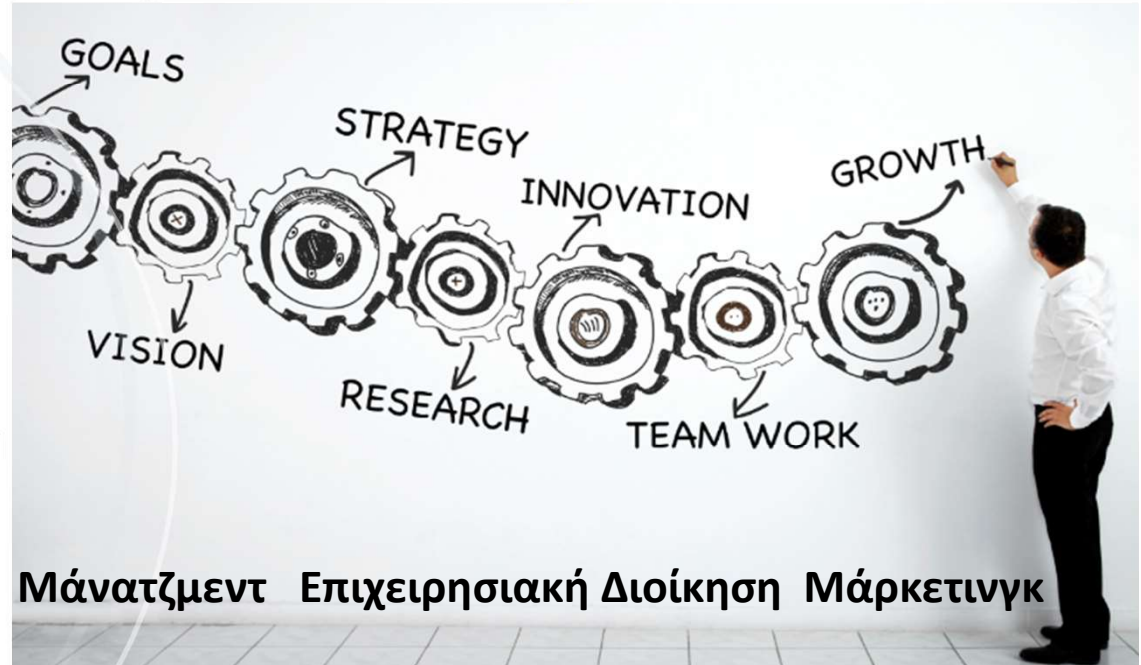 GOALS
STRATEGY
INNOVATION
GROWTH
VISION
RESEARCH
TEAM WORK
Μάνατζμεντ Επιχειρησιακή Διοίκηση Μάρκετινγκ